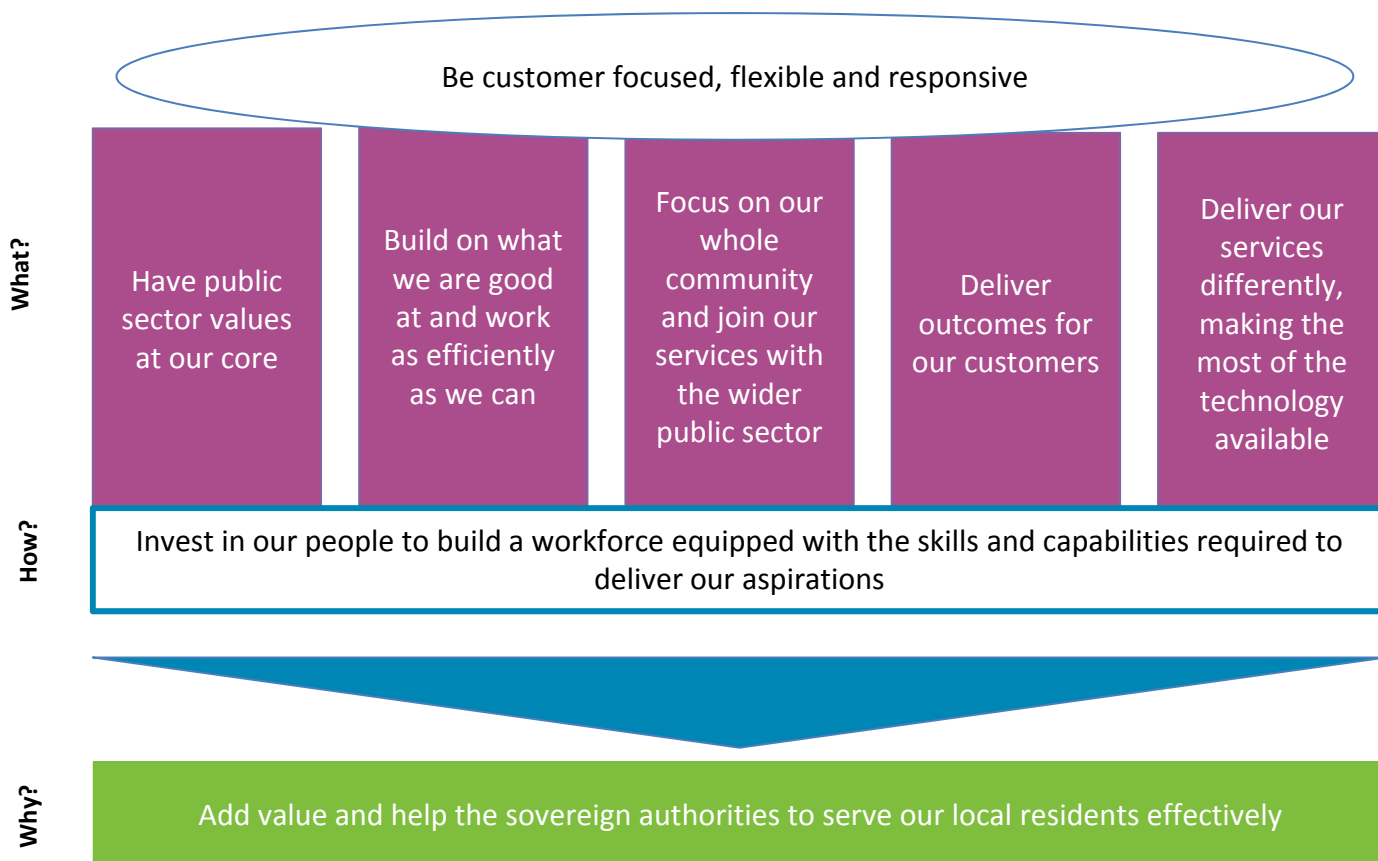 Be customer focused, flexible and responsive
What?
Have public
sector values
at our core
Build on what
we are good
at and work
as efficiently
as we can
Focus on our
whole
community
and join our
services with
the wider
public sector
Deliver
outcomes for
our customers
Deliver our
services
differently,
making the
most of the
technology
available
How?
Invest in our people to build a workforce equipped with the skills and capabilities required to
deliver our aspirations
Why?
Add value and help the sovereign authorities to serve our local residents effectively